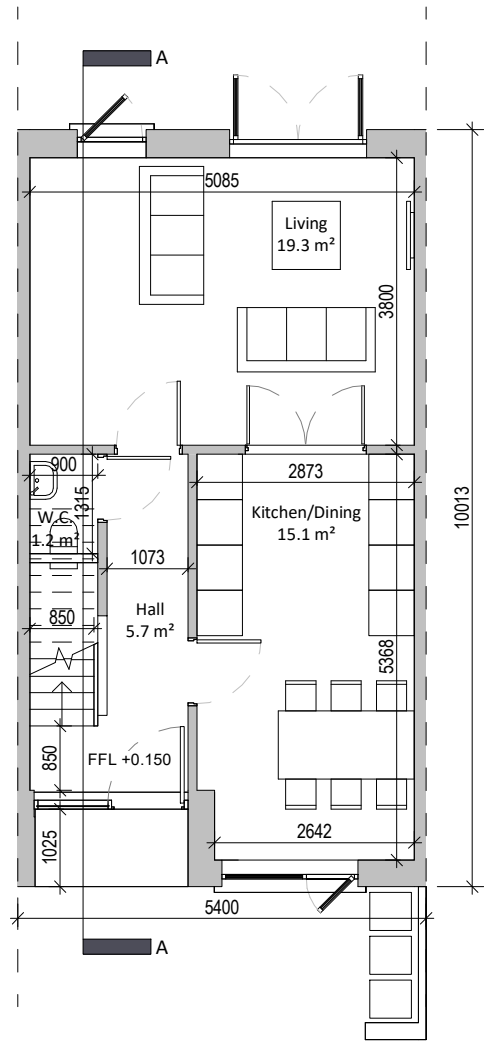 A
5085
Living
19.3 m²
3800
900
1315
W.C.
1.2 m²
2873
Kitchen/Dining
15.1 m²
10013
1073
Hall
5.7 m²
850
5368
850
FFL +0.150
1025
2642
5400
A